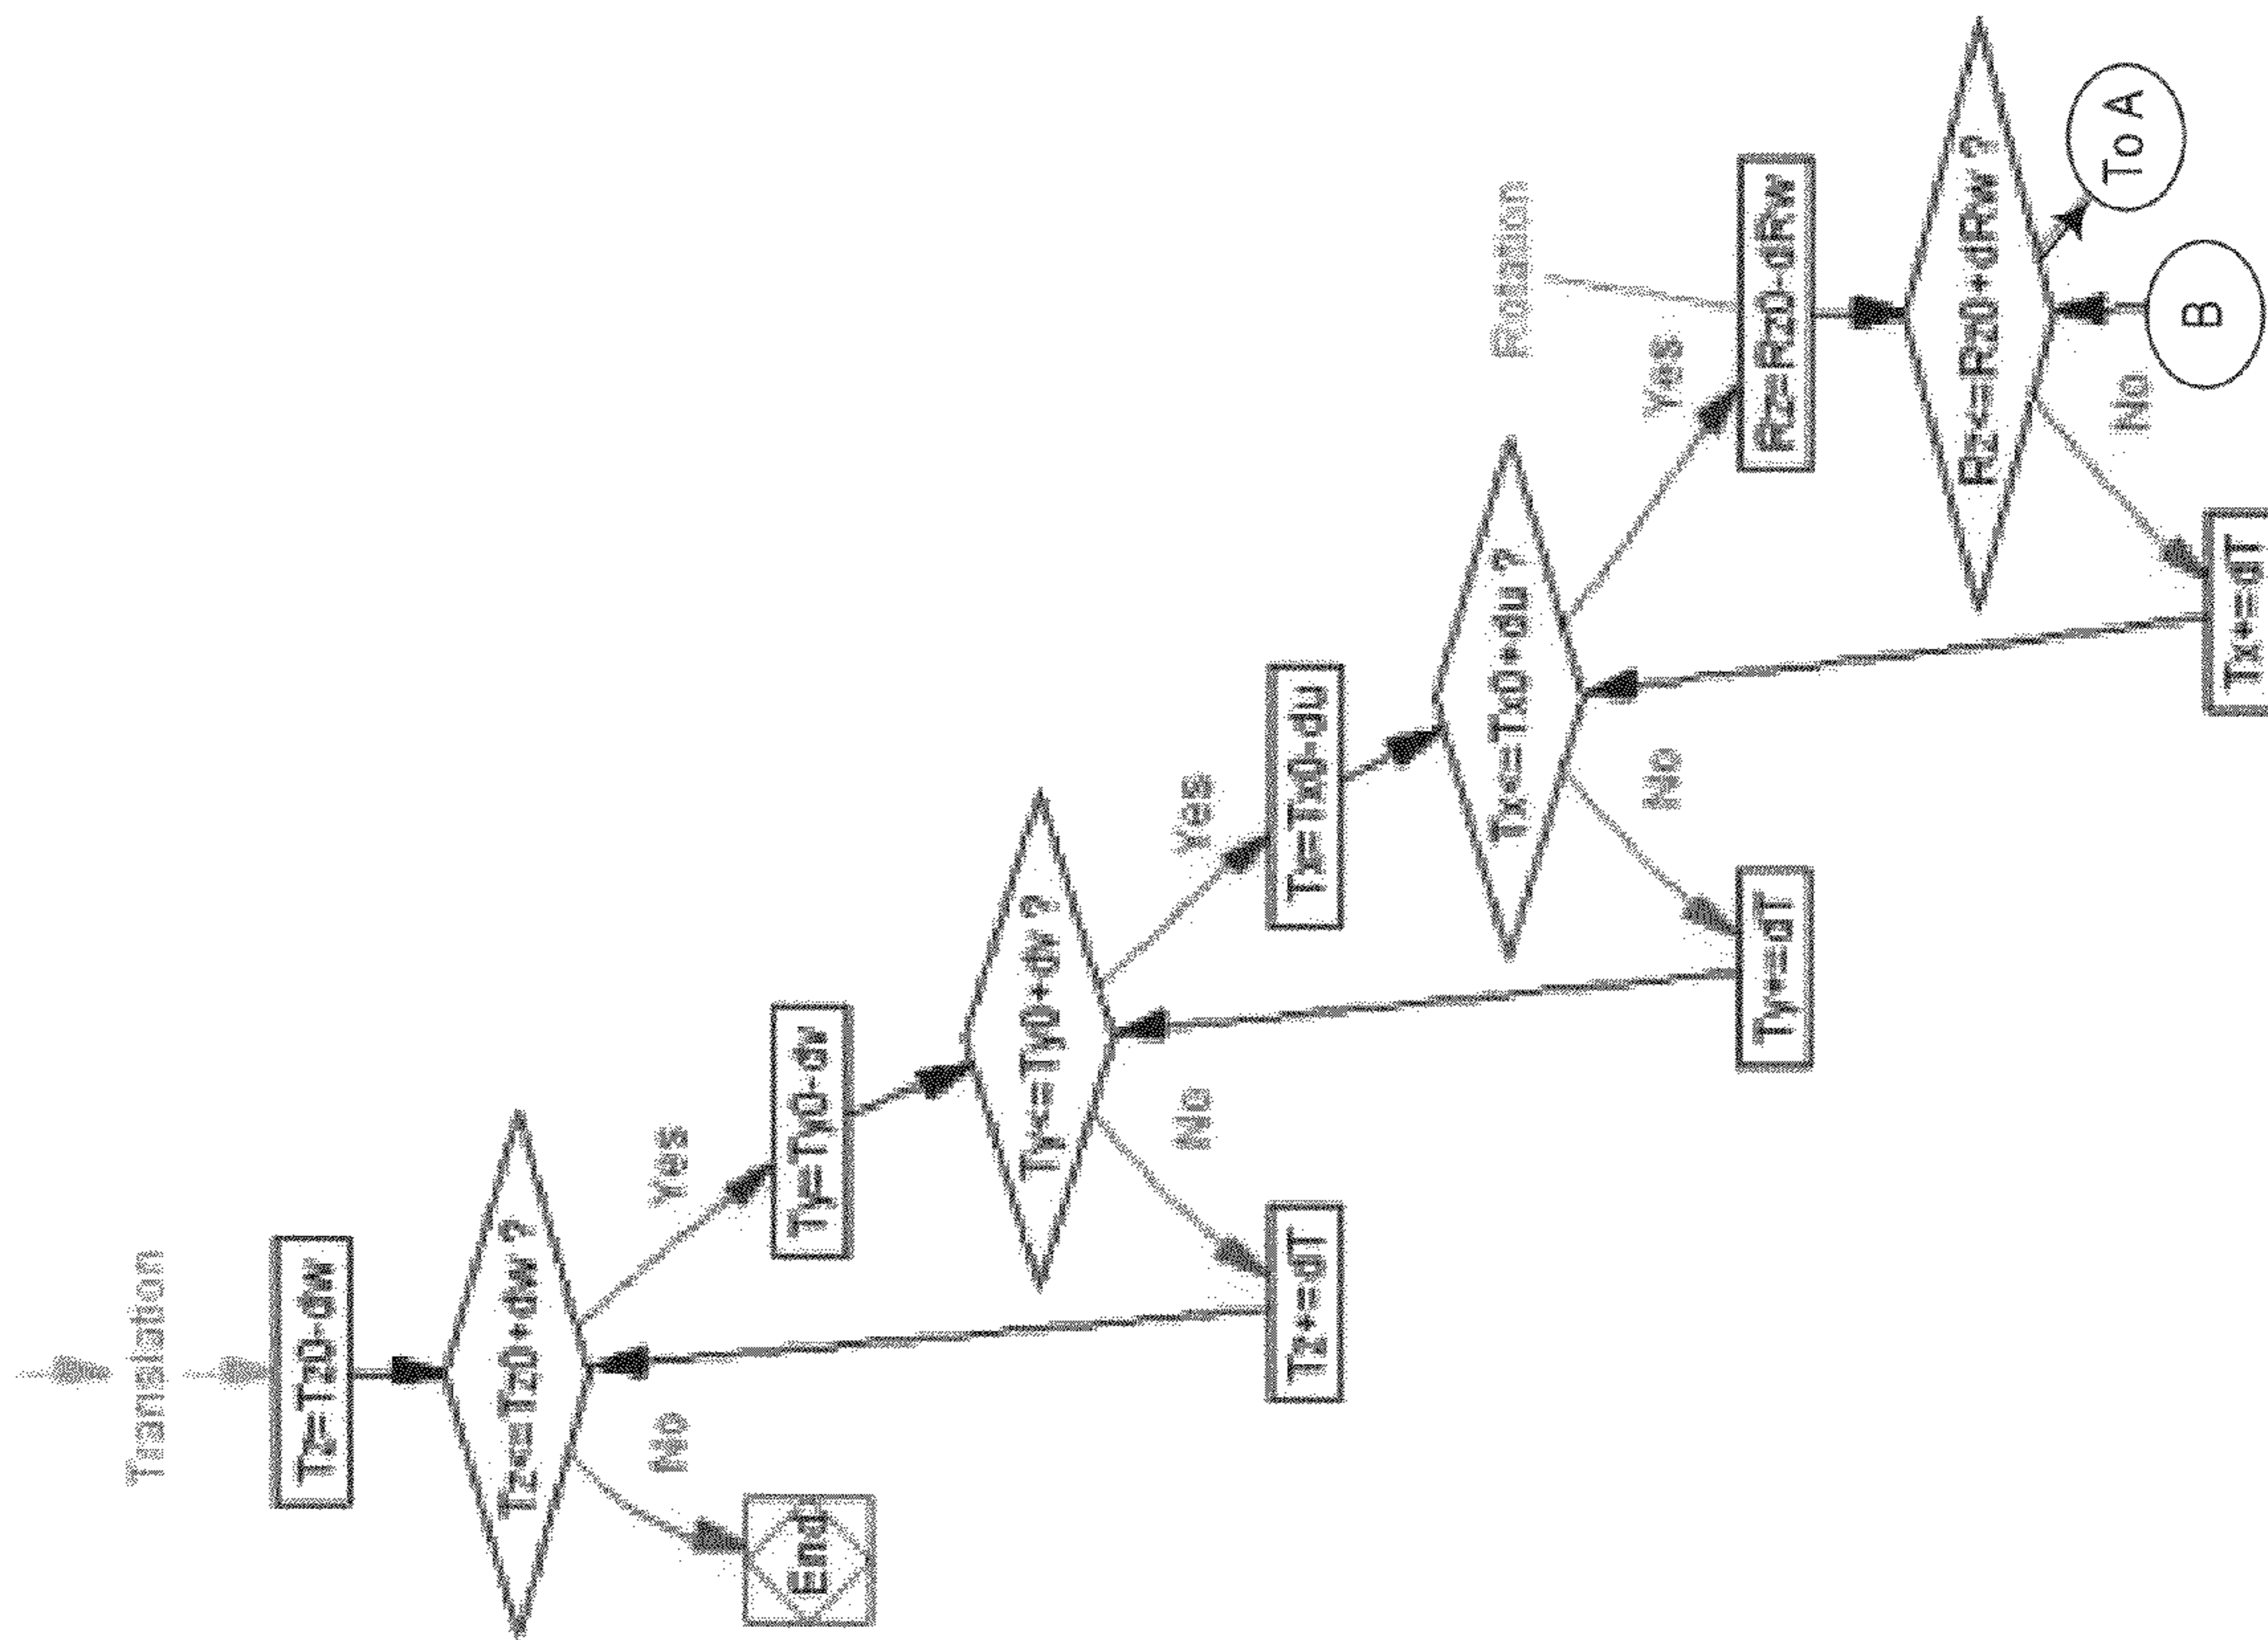 Translation
Tz=Tz0-dw
Tz<=Tz0+dw ?
No
Yes
End
Ty=Ty0-dv
Ty<=Ty0+dv ?
No
Yes
Tz+=dT
Tx=Tx0-du
Tx<=Tx0+du ?
No
Yes
Ty+=dT
Rotation
Rz=Rz0-dRw
Rz<=Rz0+dRw ?
No
To A
B
Tx+=dT